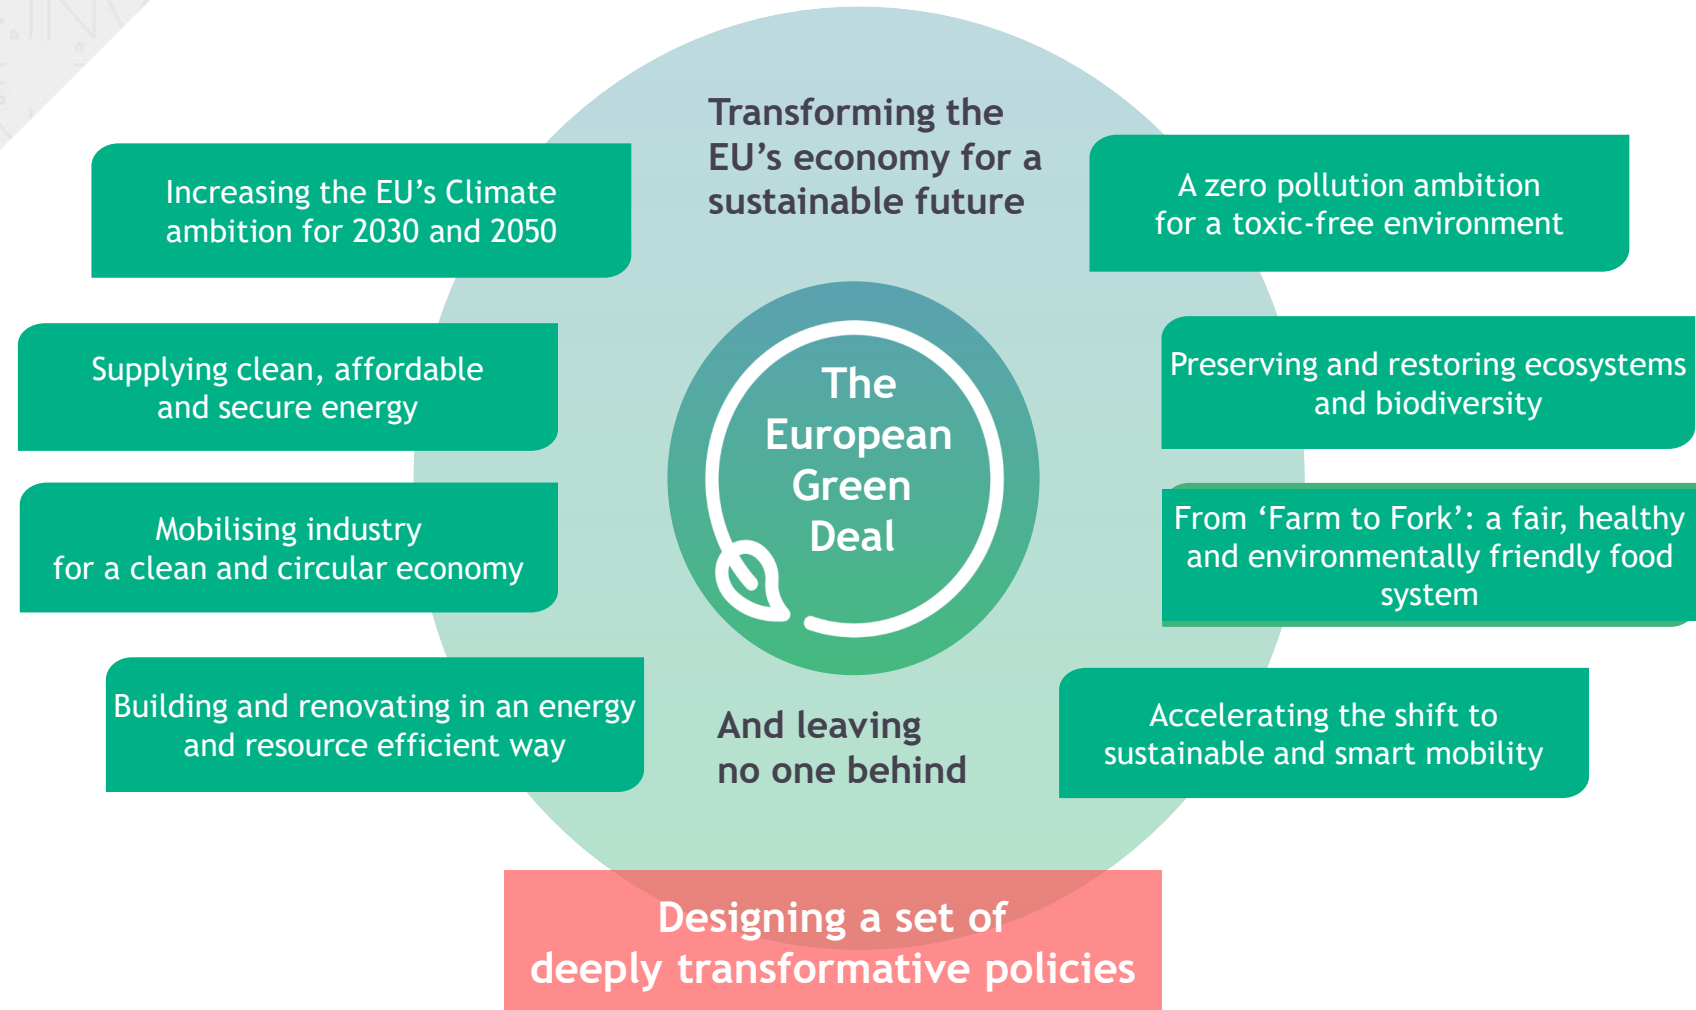 Transforming the
EU’s economy for a
sustainable future
Increasing the EU’s Climate
ambition for 2030 and 2050
Supplying clean, affordable
and secure energy
Mobilising industry
for a clean and circular economy
Building and renovating in an energy
and resource efficient way
The
European
Green
Deal
A zero pollution ambition
for a toxic-free environment
Preserving and restoring ecosystems
and biodiversity
From ‘Farm to Fork’: a fair, healthy
and environmentally friendly food
system
Accelerating the shift to
sustainable and smart mobility
And leaving
no one behind
Designing a set of
deeply transformative policies